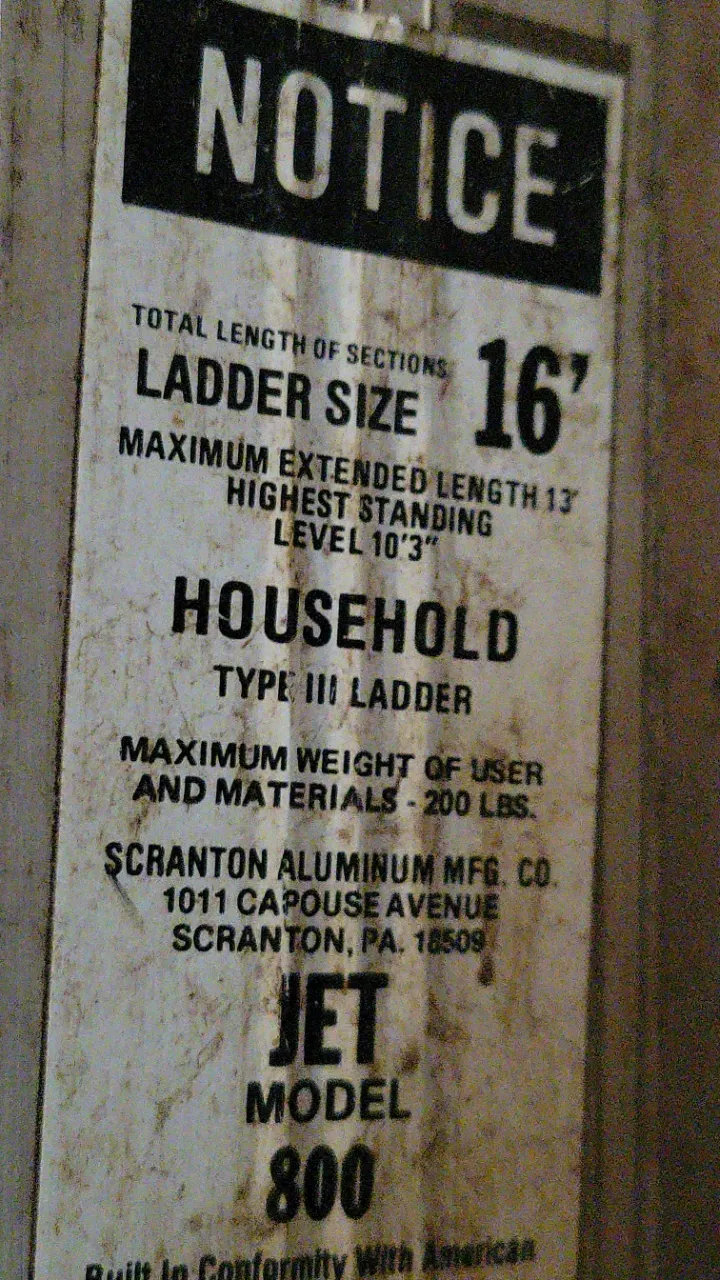 NOTICE
TOTAL LENGTH OF SECTIONS
LADDER SIZE 16'
MAXIMUM EXTENDED LENGTH 13'
HIGHEST STANDING
LEVEL 10'3"
HOUSEHOLD
TYPE III LADDER
MAXIMUM WEIGHT OF USER
AND MATERIALS - 200 LBS.
SCRANTON ALUMINUM MFG. CO.
1011 CAPOUSE AVENUE
SCRANTON, PA. 18509
JET
MODEL
800
Built In Conformity With American